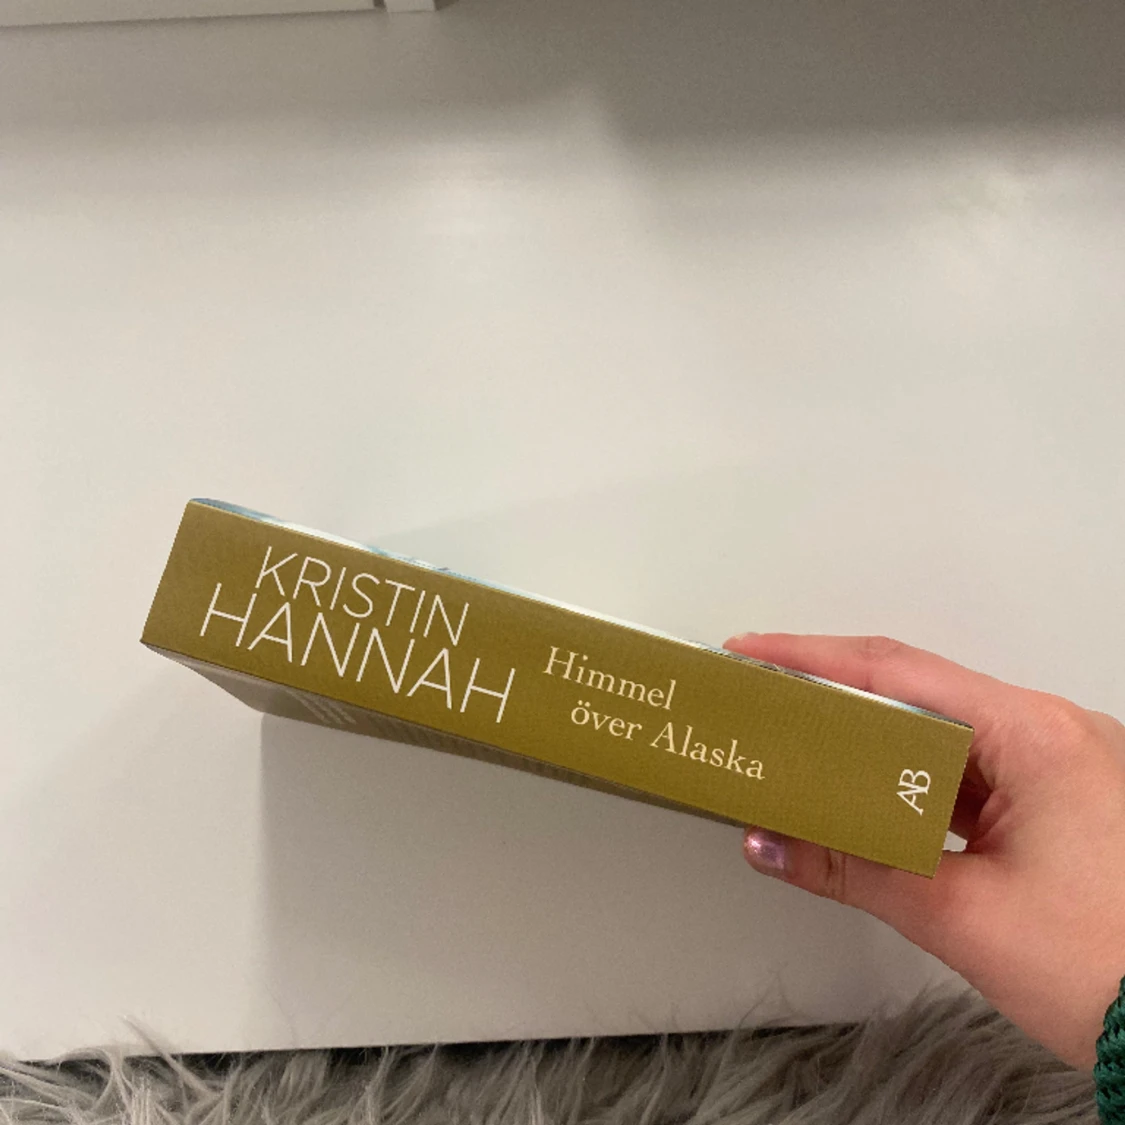 KRISTIN
HANNAH
Himmel
över Alaska
AB